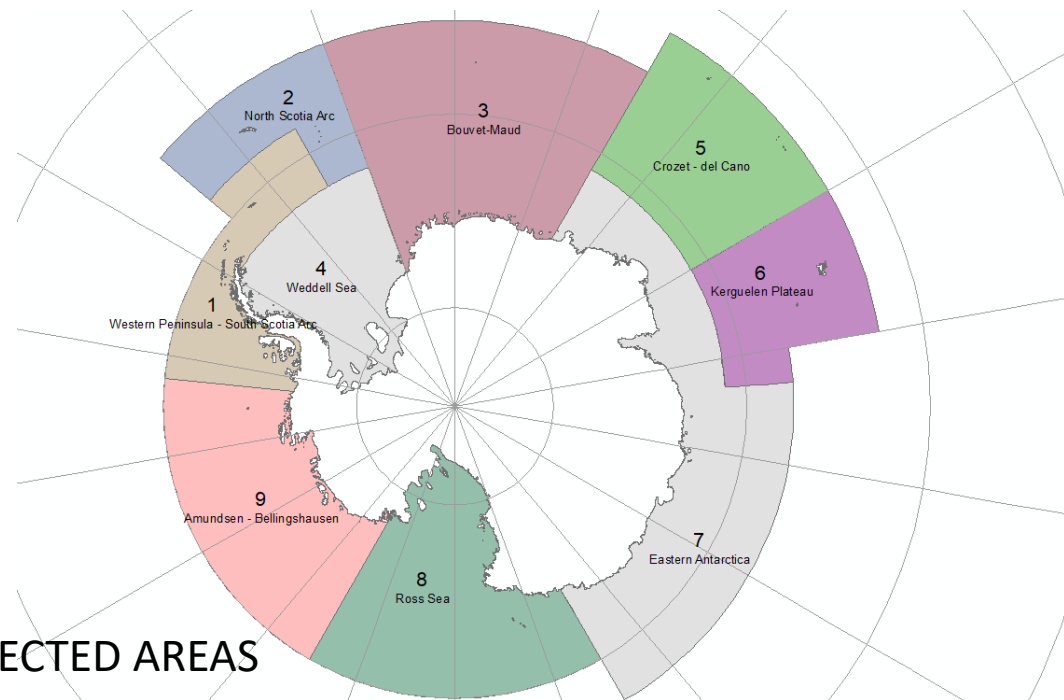 2
North Scotia Arc
3
Bouvet-Maud
5
Crozet - del Cano
4
Weddell Sea
6
Kerguelen Plateau
1
Western Peninsula - South Scotia Arc
9
Amundsen - Bellingshausen
7
Eastern Antarctica
8
Ross Sea
ECTED AREAS